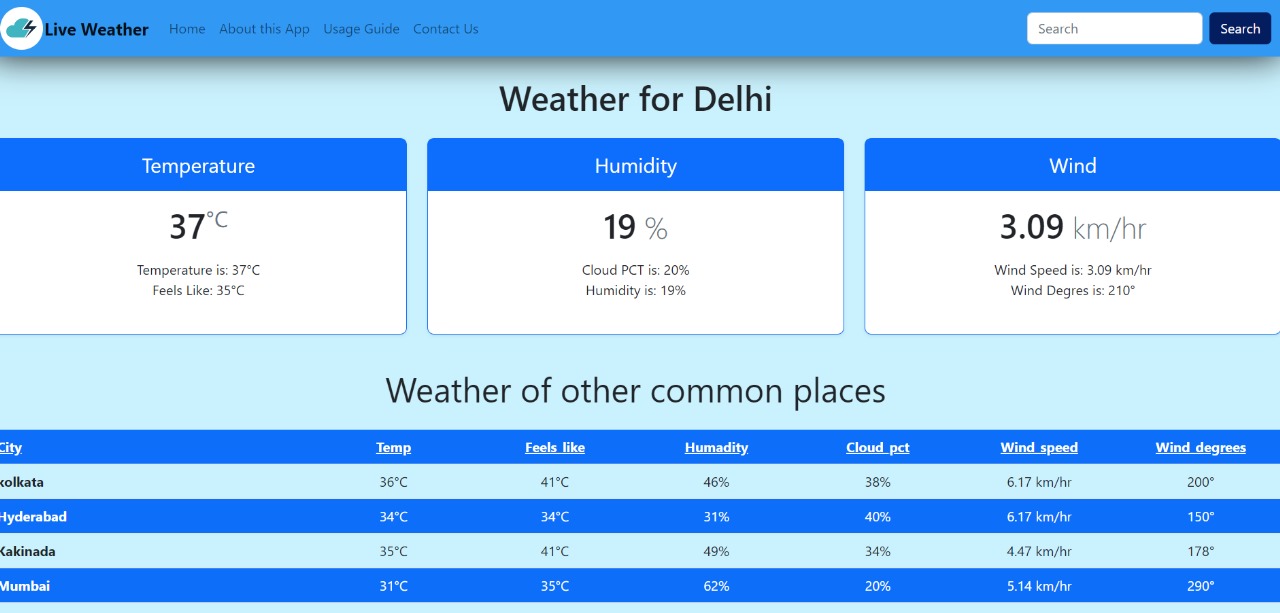 Live Weather Home About this App Usage Guide Contact Us Search Search
Weather for Delhi
Temperature Humidity Wind
37°C 19 % 3.09 km/hr
Temperature is: 37°C Cloud PCT is: 20% Wind Speed is: 3.09 km/hr
Feels Like: 35°C Humidity is: 19% Wind Degres is: 210°
Weather of other common places
City Temp Feels_like Humadity Cloud_pct Wind_speed Wind_degrees
kolkata 36°C 41°C 46% 38% 6.17 km/hr 200°
Hyderabad 34°C 34°C 31% 40% 6.17 km/hr 150°
Kakinada 35°C 41°C 49% 34% 4.47 km/hr 178°
Mumbai 31°C 35°C 62% 20% 5.14 km/hr 290°